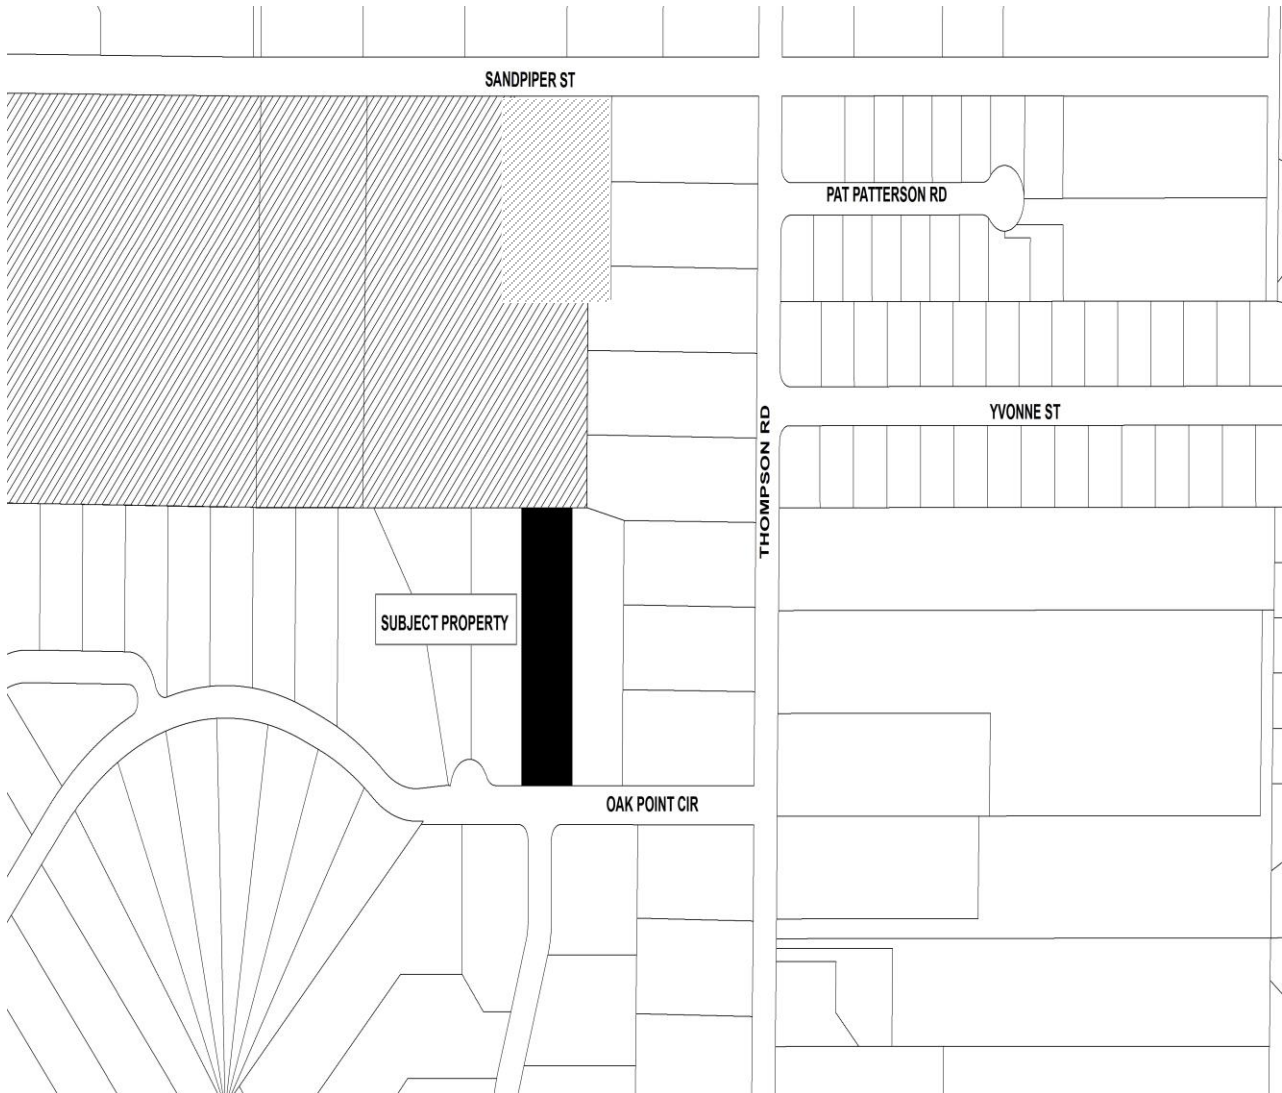 SANDPIPER ST
PAT PATTERSON RD
YVONNE ST
THOMPSON RD
SUBJECT PROPERTY
OAK POINT CIR